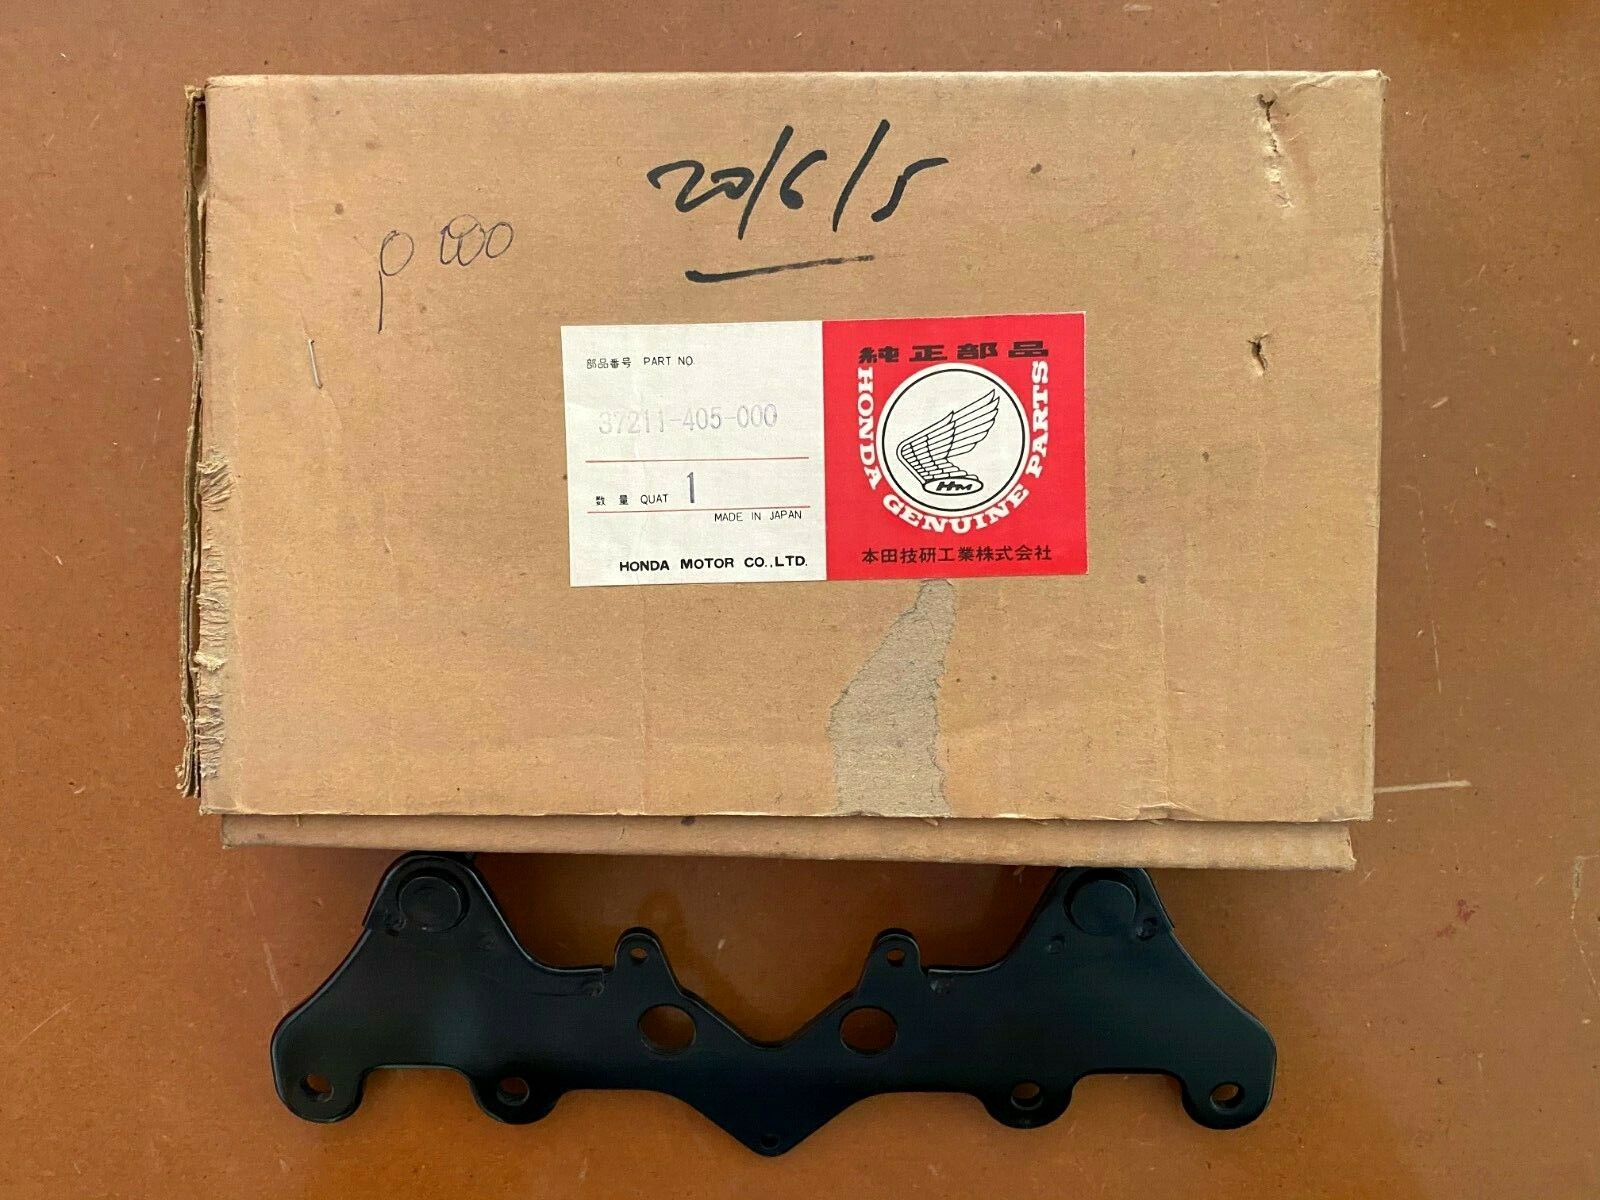 20/6/5
部品番号 PART NO.
37211-405-000
数量 QUAT 1
MADE IN JAPAN
HONDA MOTOR CO.,LTD.
純正部品
HONDA GENUINE PARTS
HM
本田技研工業株式会社